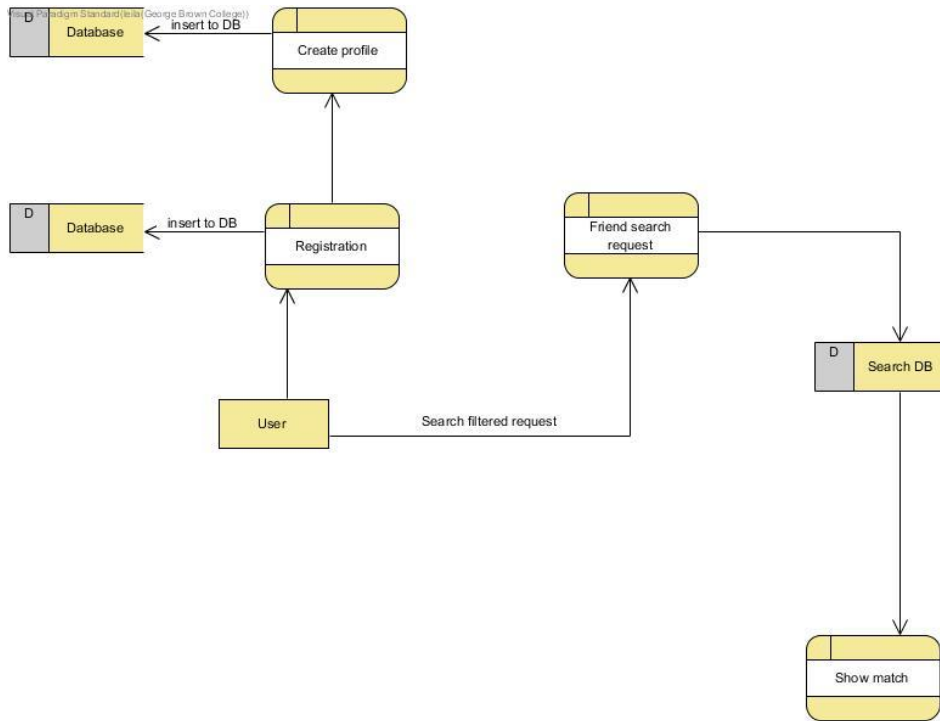 Visual Paradigm Standard(leila(George Brown College))
D
Database
insert to DB
Create profile
D
Database
insert to DB
Registration
Friend search
request
D
Search DB
User
Search filtered request
Show match